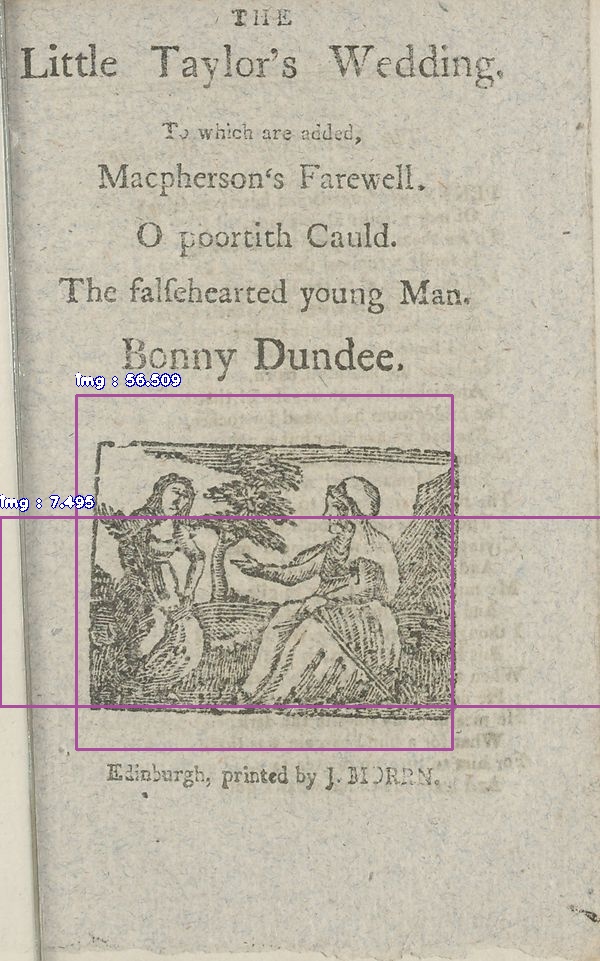 THE
Little Taylor's Wedding.
To which are added,
Macpherson's Farewell.
O poortith Cauld.
The falſehearted young Man.
Bonny Dundee.
img : 56.509
img : 7.495
Edinburgh, printed by J. MORRN.